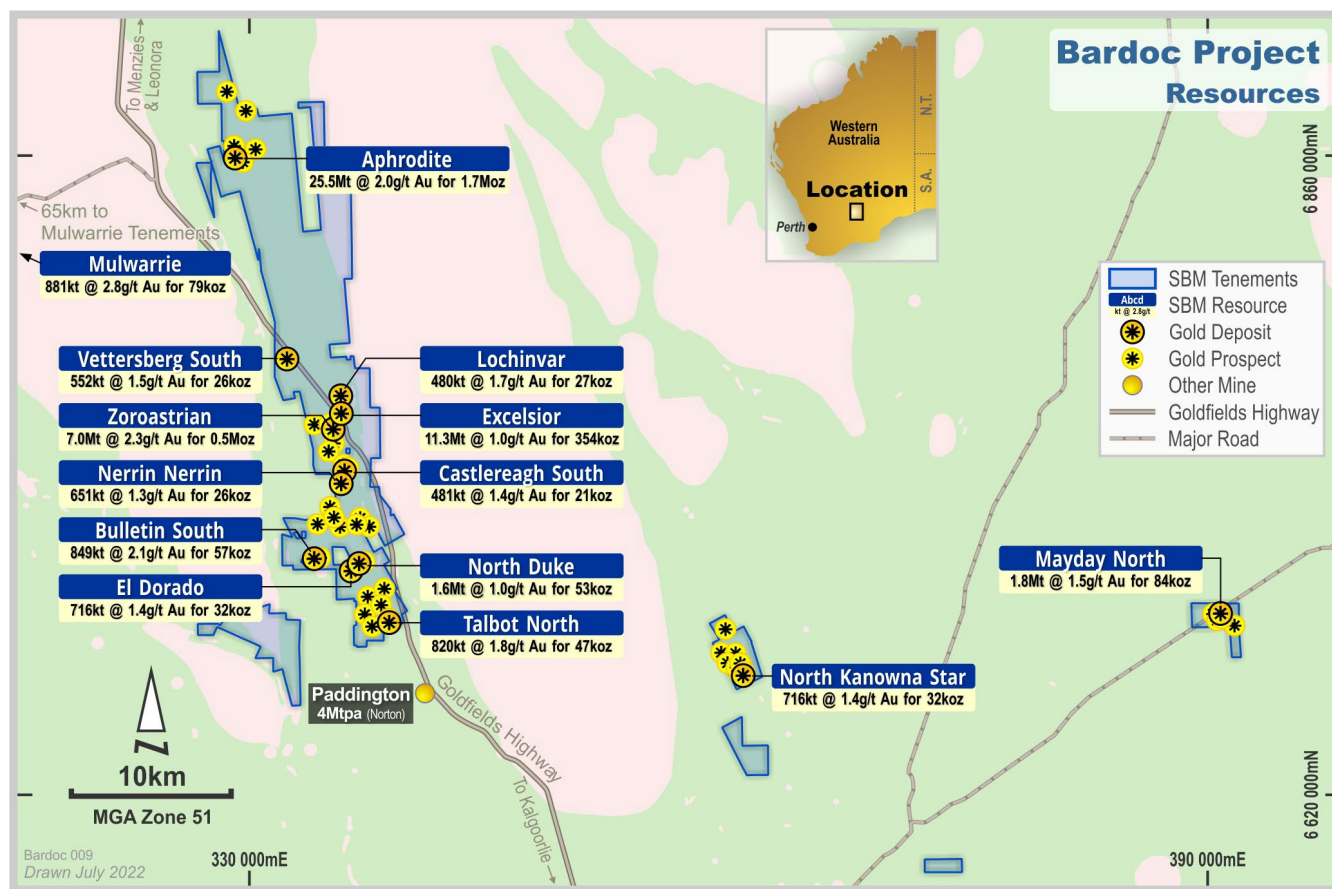 Bardoc Project
Resources
To Menzies
& Leonora
N.T.
Western
Australia
S.A.
Location
Perth
6 860 000mN
Aphrodite
25.5Mt @ 2.0g/t Au for 1.7Moz
65km to
Mulwarrie Tenements
Mulwarrie
881kt @ 2.8g/t Au for 79koz
SBM Tenements
Abcd
kt @ 2.8g/t
SBM Resource
Gold Deposit
Gold Prospect
Other Mine
Goldfields Highway
Major Road
Vettersberg South
552kt @ 1.5g/t Au for 26koz
Lochinvar
480kt @ 1.7g/t Au for 27koz
Zoroastrian
7.0Mt @ 2.3g/t Au for 0.5Moz
Excelsior
11.3Mt @ 1.0g/t Au for 354koz
Nerrin Nerrin
651kt @ 1.3g/t Au for 26koz
Castlereagh South
481kt @ 1.4g/t Au for 21koz
Bulletin South
849kt @ 2.1g/t Au for 57koz
El Dorado
716kt @ 1.4g/t Au for 32koz
North Duke
1.6Mt @ 1.0g/t Au for 53koz
Talbot North
820kt @ 1.8g/t Au for 47koz
Mayday North
1.8Mt @ 1.5g/t Au for 84koz
North Kanowna Star
716kt @ 1.4g/t Au for 32koz
Paddington
4Mtpa (Norton)
Goldfields Highway
To Kalgoorlie
N
10km
MGA Zone 51
6 620 000mN
Bardoc 009
Drawn July 2022
330 000mE
390 000mE